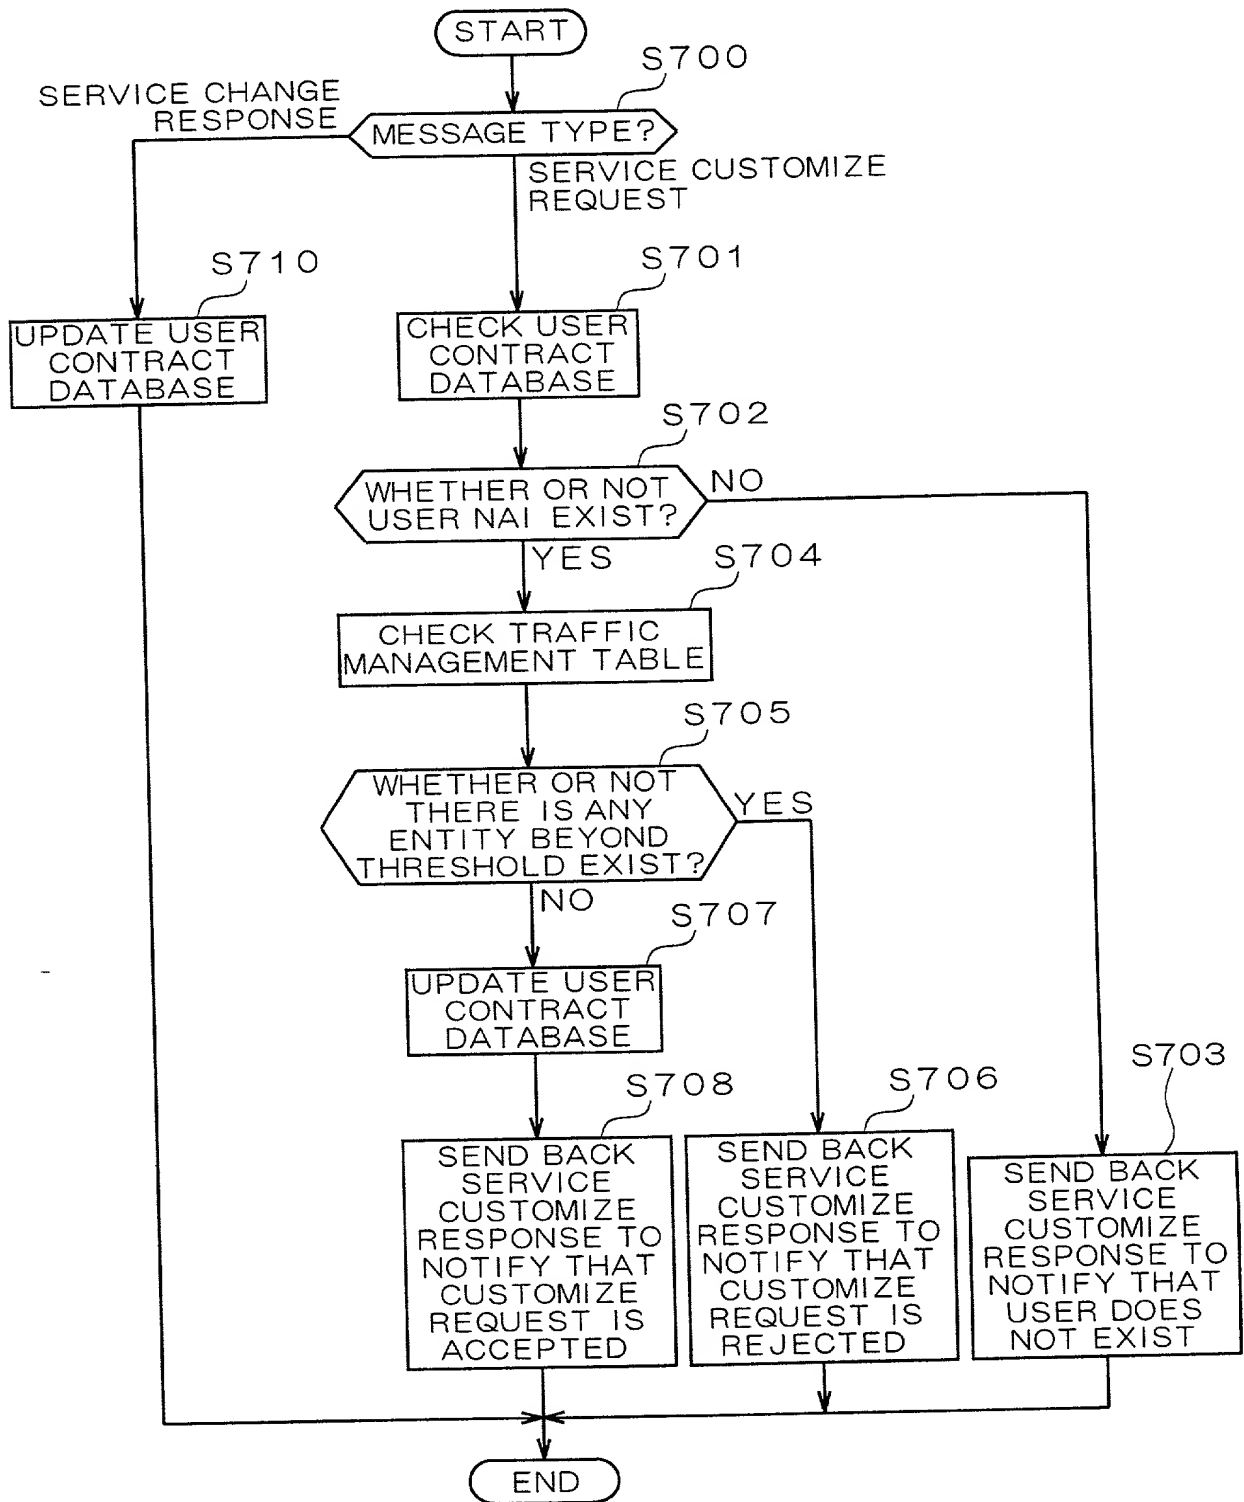 START
S700
SERVICE CHANGE
RESPONSE
MESSAGE TYPE?
SERVICE CUSTOMIZE
REQUEST
S710
S701
UPDATE USER
CONTRACT
DATABASE
CHECK USER
CONTRACT
DATABASE
S702
WHETHER OR NOT
USER NAI EXIST?
NO
YES
S704
CHECK TRAFFIC
MANAGEMENT TABLE
S705
WHETHER OR NOT
THERE IS ANY
ENTITY BEYOND
THRESHOLD EXIST?
YES
NO
S707
UPDATE USER
CONTRACT
DATABASE
S708
S706
S703
SEND BACK
SERVICE
CUSTOMIZE
RESPONSE TO
NOTIFY THAT
CUSTOMIZE
REQUEST IS
ACCEPTED
SEND BACK
SERVICE
CUSTOMIZE
RESPONSE TO
NOTIFY THAT
CUSTOMIZE
REQUEST IS
REJECTED
SEND BACK
SERVICE
CUSTOMIZE
RESPONSE TO
NOTIFY THAT
USER DOES
NOT EXIST
END